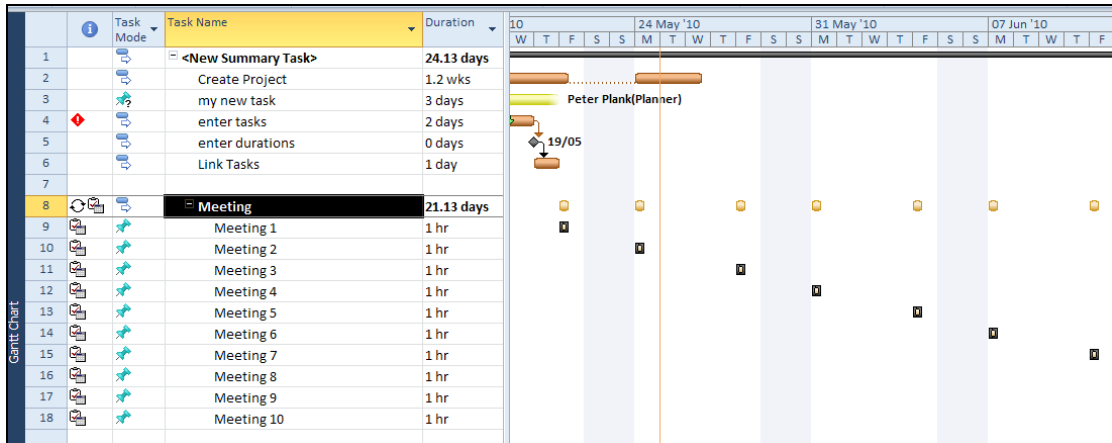 Task Mode Task Name Duration 10 24 May '10 31 May '10 07 Jun '10
W T F S S M T W T F S S M T W T F S S M T W T F
1 <New Summary Task> 24.13 days
2 Create Project 1.2 wks
3 my new task 3 days Peter Plank(Planner)
4 enter tasks 2 days
5 enter durations 0 days 19/05
6 Link Tasks 1 day
7
8 Meeting 21.13 days
9 Meeting 1 1 hr
10 Meeting 2 1 hr
11 Meeting 3 1 hr
12 Meeting 4 1 hr
13 Meeting 5 1 hr
14 Meeting 6 1 hr
15 Meeting 7 1 hr
16 Meeting 8 1 hr
17 Meeting 9 1 hr
18 Meeting 10 1 hr
Gantt Chart